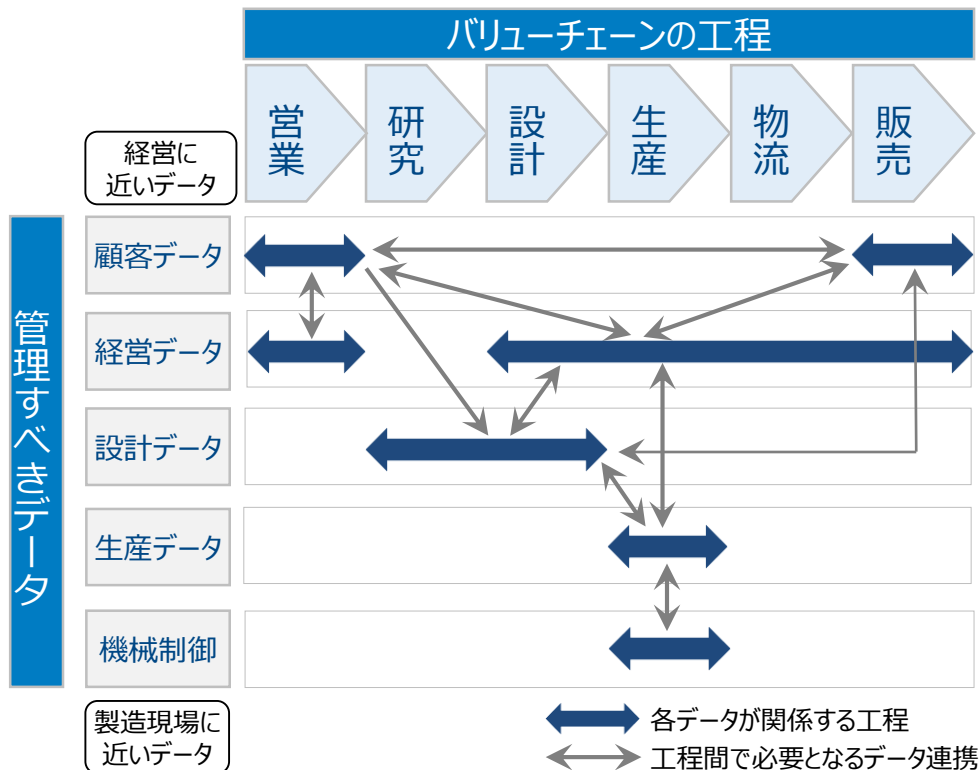 バリューチェーンの工程
営業
研究
設計
生産
物流
販売
経営に
近いデータ
管理すべきデータ
顧客データ
経営データ
設計データ
生産データ
機械制御
製造現場に
近いデータ
各データが関係する工程
工程間で必要となるデータ連携